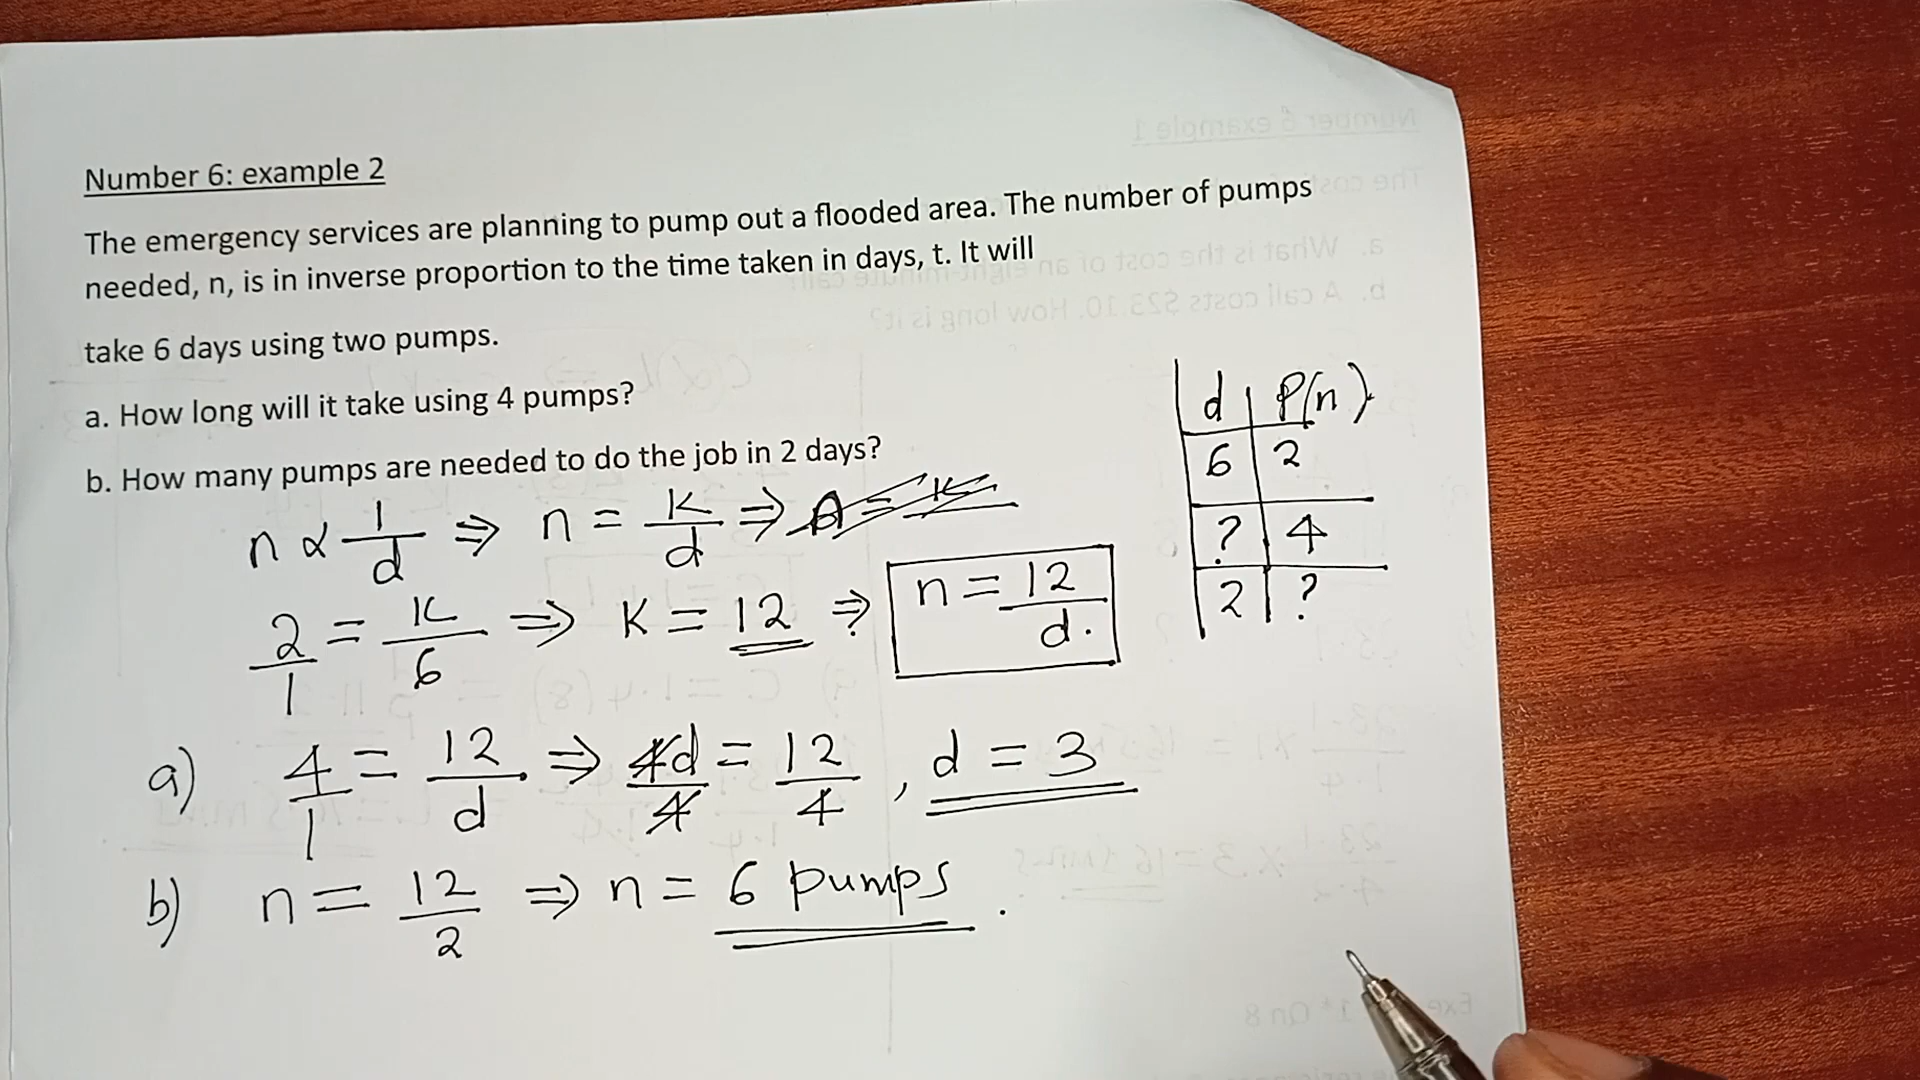 Number 6: example 2
The emergency services are planning to pump out a flooded area. The number of pumps
needed, n, is in inverse proportion to the time taken in days, t. It will
take 6 days using two pumps.
a. How long will it take using 4 pumps?
b. How many pumps are needed to do the job in 2 days?
d | P(n)
6 | 2
? | 4
2 | ?
n ∝ 1/d ⇒ n = K/d ⇒
2/1 = K/6 ⇒ K = 12 ⇒ n = 12/d.
a) 4/1 = 12/d ⇒ 4d/4 = 12/4 , d = 3
b) n = 12/2 ⇒ n = 6 pumps .